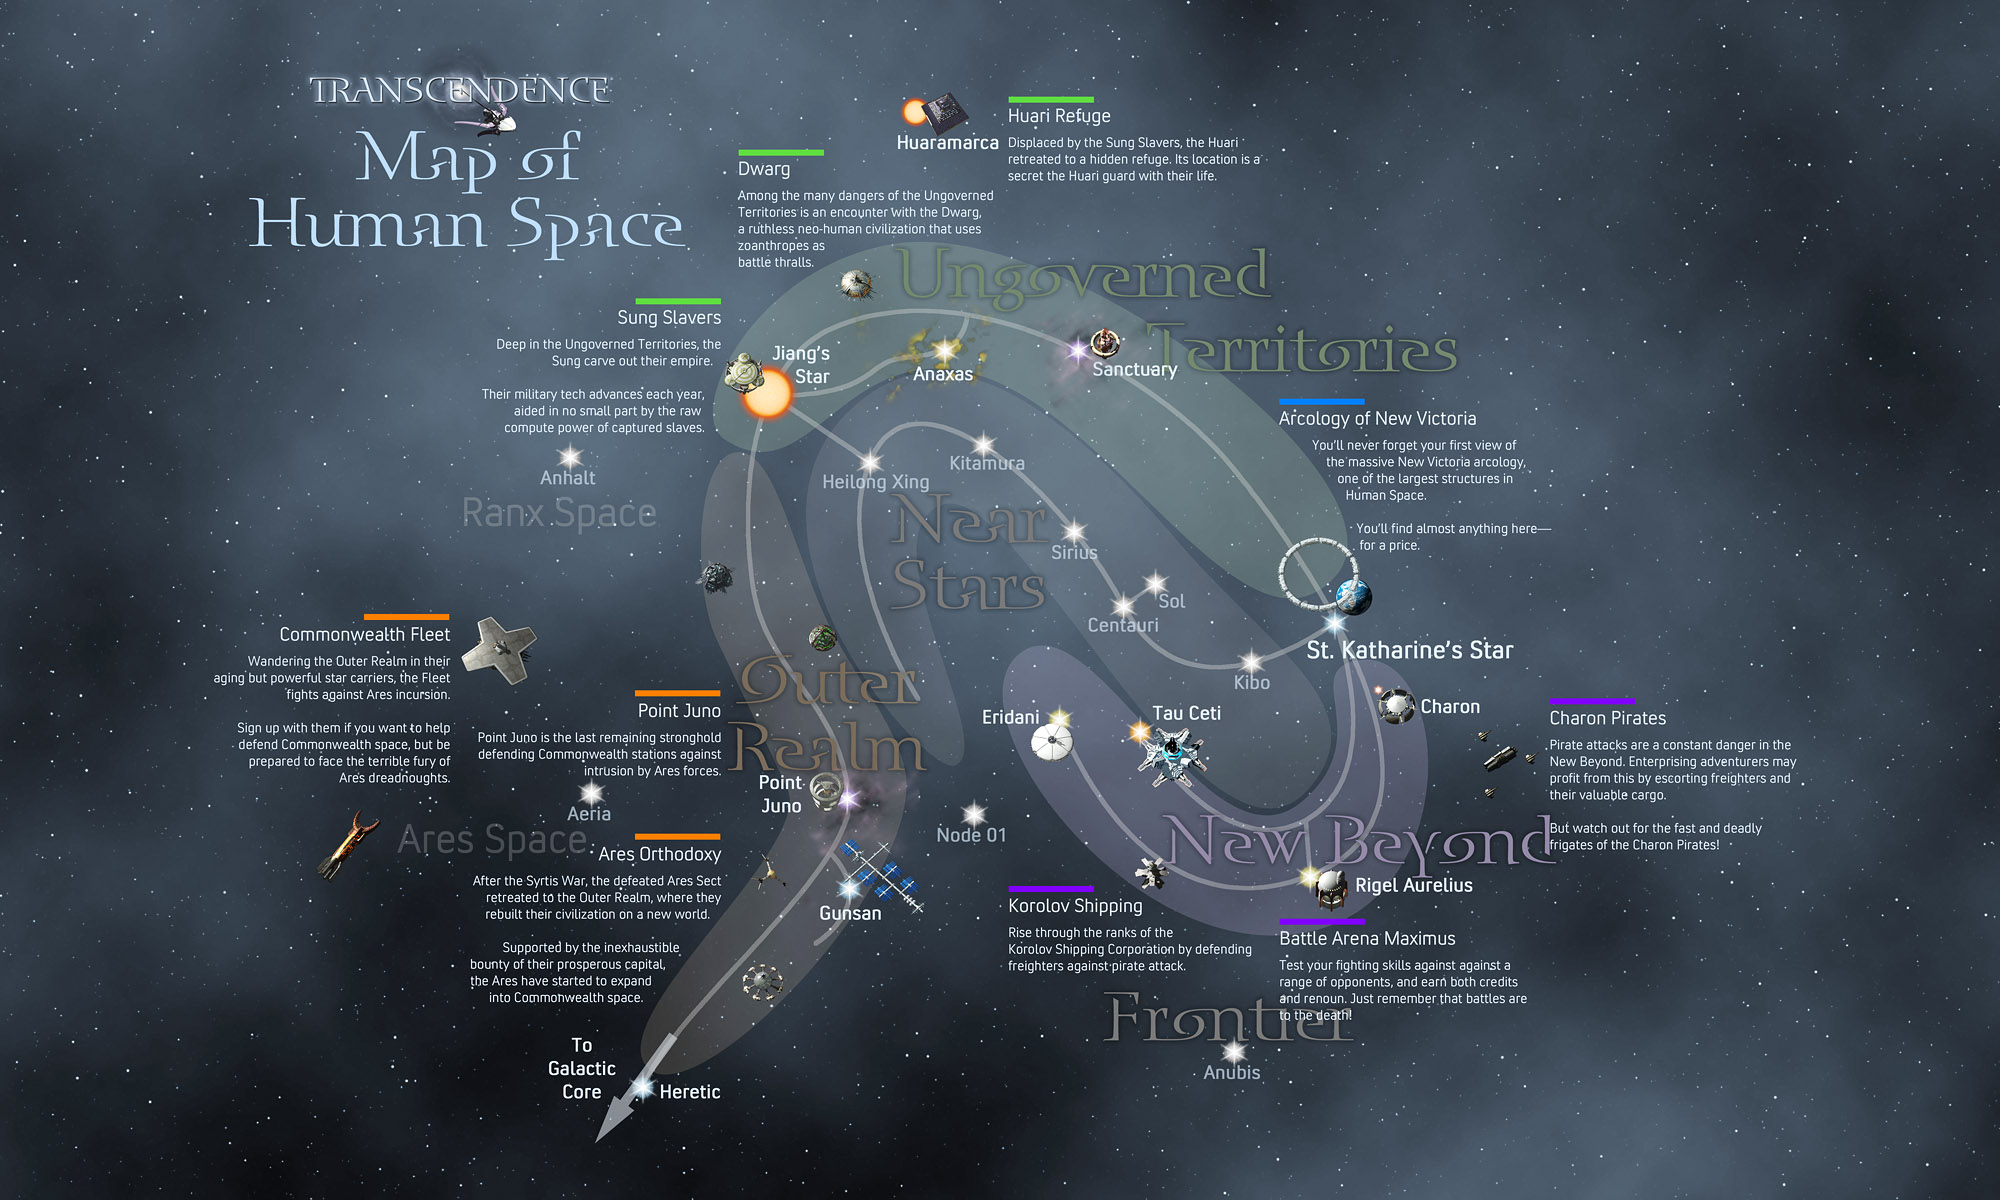 TRANSCENDENCE
Map of
Human Space
Huaramarca
Huari Refuge
Displaced by the Sung Slavers, the Huari
retreated to a hidden refuge. Its location is a
secret the Huari guard with their life.
Dwarg
Among the many dangers of the Ungoverned
Territories is an encounter with the Dwarg,
a ruthless neo-human civilization that uses
zoanthropes as
battle thralls.
Ungoverned
Territories
Sung Slavers
Deep in the Ungoverned Territories, the
Sung carve out their empire.
Their military tech advances each year,
aided in no small part by the raw
compute power of captured slaves.
Jiang's
Star
Anaxas
Sanctuary
Arcology of New Victoria
You'll never forget your first view of
the massive New Victoria arcology,
one of the largest structures in
Human Space.
You'll find almost anything here—
for a price.
Anhalt
Ranx Space
Heilong Xing
Kitamura
Near
Stars
Sirius
Sol
Centauri
Kibo
St. Katharine's Star
Commonwealth Fleet
Wandering the Outer Realm in their
aging but powerful star carriers, the Fleet
fights against Ares incursion.
Sign up with them if you want to help
defend Commonwealth space, but be
prepared to face the terrible fury of
Ares dreadnoughts.
Point Juno
Point Juno is the last remaining stronghold
defending Commonwealth stations against
intrusion by Ares forces.
Outer
Realm
Point
Juno
Eridani
Tau Ceti
Charon
Charon Pirates
Pirate attacks are a constant danger in the
New Beyond. Enterprising adventurers may
profit from this by escorting freighters and
their valuable cargo.
But watch out for the fast and deadly
frigates of the Charon Pirates!
Aeria
Ares Space
Node 01
New Beyond
Ares Orthodoxy
After the Syrtis War, the defeated Ares Sect
retreated to the Outer Realm, where they
rebuilt their civilization on a new world.
Supported by the inexhaustible
bounty of their prosperous capital,
the Ares have started to expand
into Commonwealth space.
Gunsan
Korolov Shipping
Rise through the ranks of the
Korolov Shipping Corporation by defending
freighters against pirate attack.
Rigel Aurelius
Battle Arena Maximus
Test your fighting skills against against a
range of opponents, and earn both credits
and renoun. Just remember that battles are
to the death!
Frontier
Anubis
To
Galactic
Core
Heretic